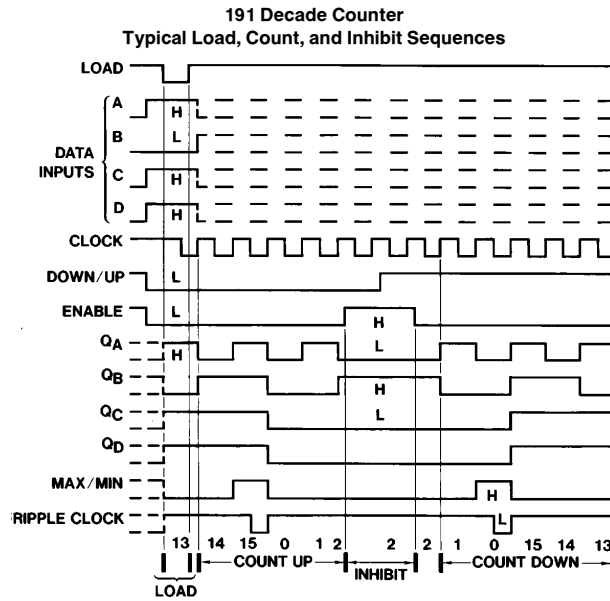 191 Decade Counter
Typical Load, Count, and Inhibit Sequences
LOAD
A
H
B
L
DATA
INPUTS
C
H
D
H
CLOCK
DOWN/UP
L
ENABLE
L
H
QA
H
L
QB
H
QC
L
QD
MAX/MIN
H
RIPPLE CLOCK
L
13 14 15 0 1 2 2 2 1 0 15 14 13
COUNT UP
INHIBIT
COUNT DOWN
LOAD